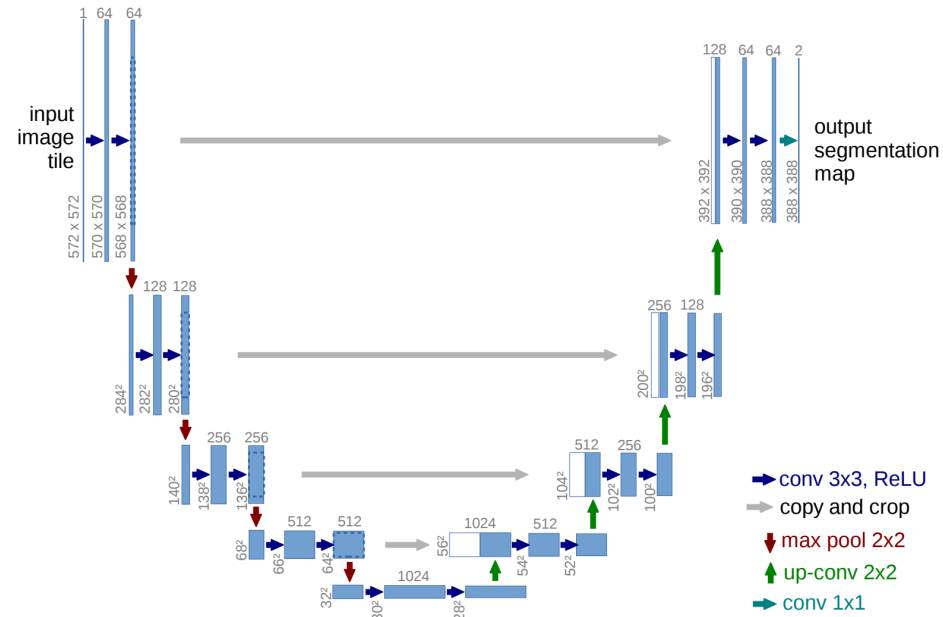 1 64 64
128 64 64 2
input
image
tile
output
segmentation
map
572 x 572
570 x 570
568 x 568
392 x 392
390 x 390
388 x 388
388 x 388
128 128
256 128
284²
282²
280²
200²
198²
196²
256 256
512 256
140²
138²
136²
104²
102²
100²
512 512
1024 512
68²
66²
64²
56²
54²
52²
1024
32²
conv 3x3, ReLU
copy and crop
max pool 2x2
up-conv 2x2
conv 1x1